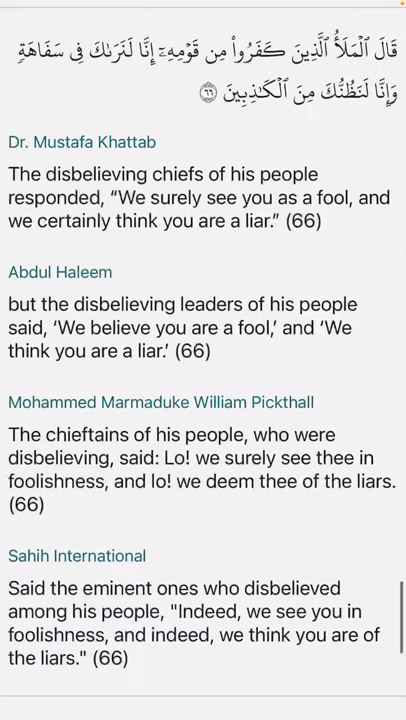 قَالَ ٱلْمَلَأُ ٱلَّذِينَ كَفَرُوا۟ مِن قَوْمِهِۦٓ إِنَّا لَنَرَىٰكَ فِى سَفَاهَةٍۢ
وَإِنَّا لَنَظُنُّكَ مِنَ ٱلْكَـٰذِبِينَ ٦٦
Dr. Mustafa Khattab
The disbelieving chiefs of his people
responded, “We surely see you as a fool, and
we certainly think you are a liar.” (66)
Abdul Haleem
but the disbelieving leaders of his people
said, ‘We believe you are a fool,’ and ‘We
think you are a liar.’ (66)
Mohammed Marmaduke William Pickthall
The chieftains of his people, who were
disbelieving, said: Lo! we surely see thee in
foolishness, and lo! we deem thee of the liars.
(66)
Sahih International
Said the eminent ones who disbelieved
among his people, "Indeed, we see you in
foolishness, and indeed, we think you are of
the liars." (66)